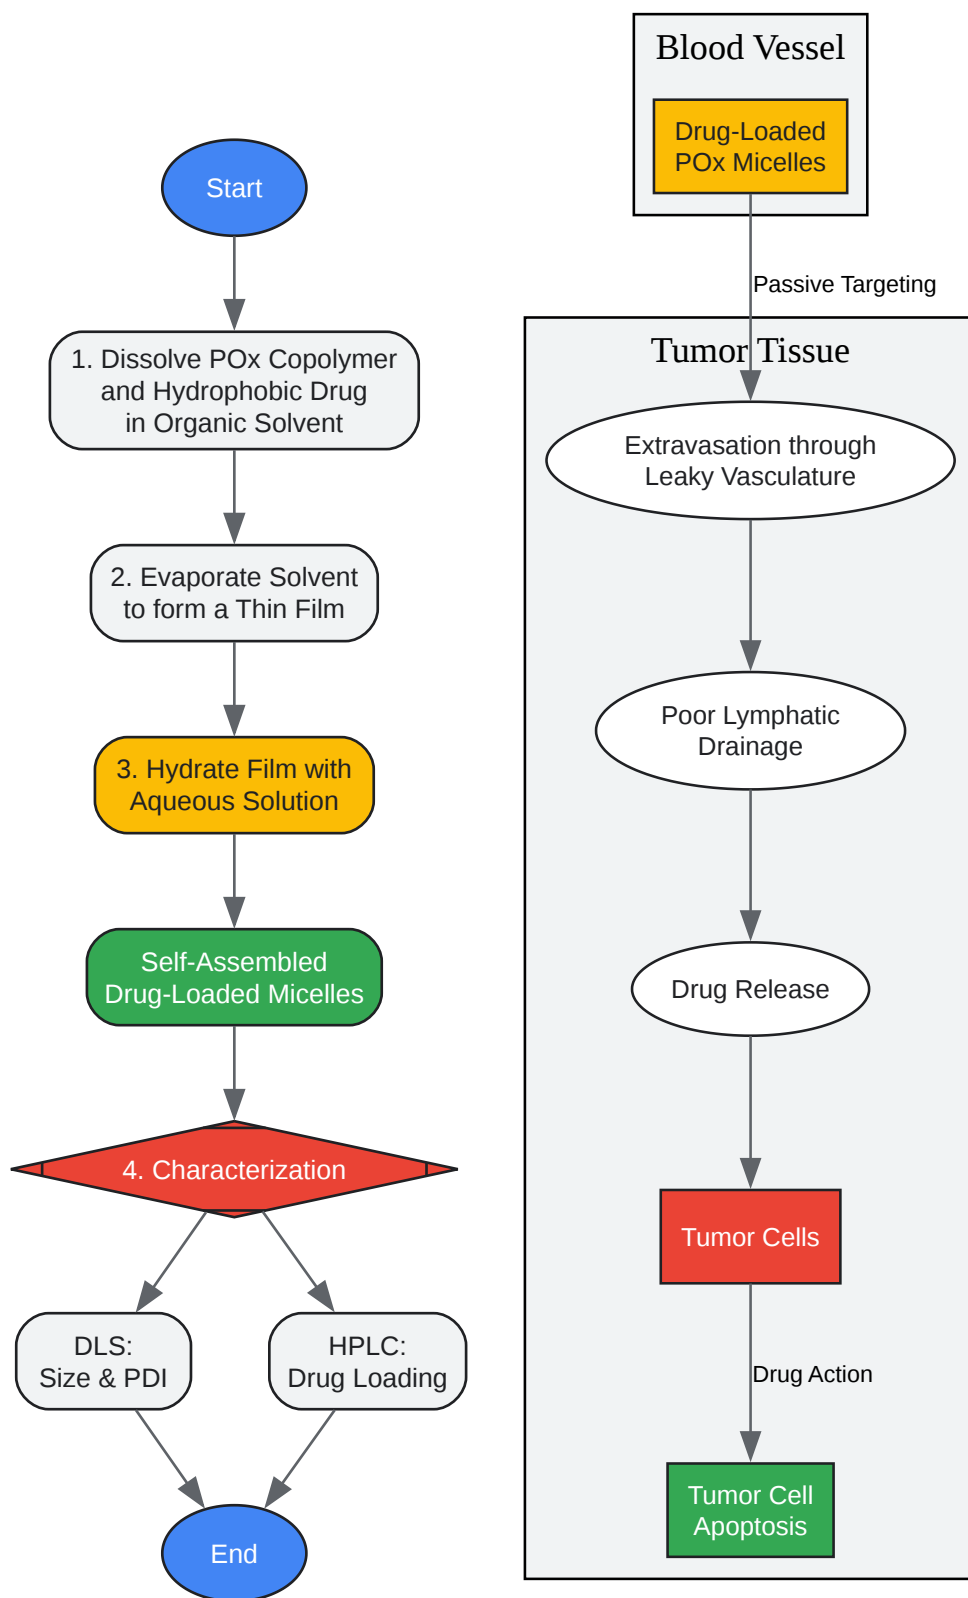 Start
1. Dissolve POx Copolymer
and Hydrophobic Drug
in Organic Solvent
2. Evaporate Solvent
to form a Thin Film
3. Hydrate Film with
Aqueous Solution
Self-Assembled
Drug-Loaded Micelles
4. Characterization
DLS:
Size & PDI
HPLC:
Drug Loading
End
Blood Vessel
Drug-Loaded
POx Micelles
Passive Targeting
Tumor Tissue
Extravasation through
Leaky Vasculature
Poor Lymphatic
Drainage
Drug Release
Tumor Cells
Drug Action
Tumor Cell
Apoptosis